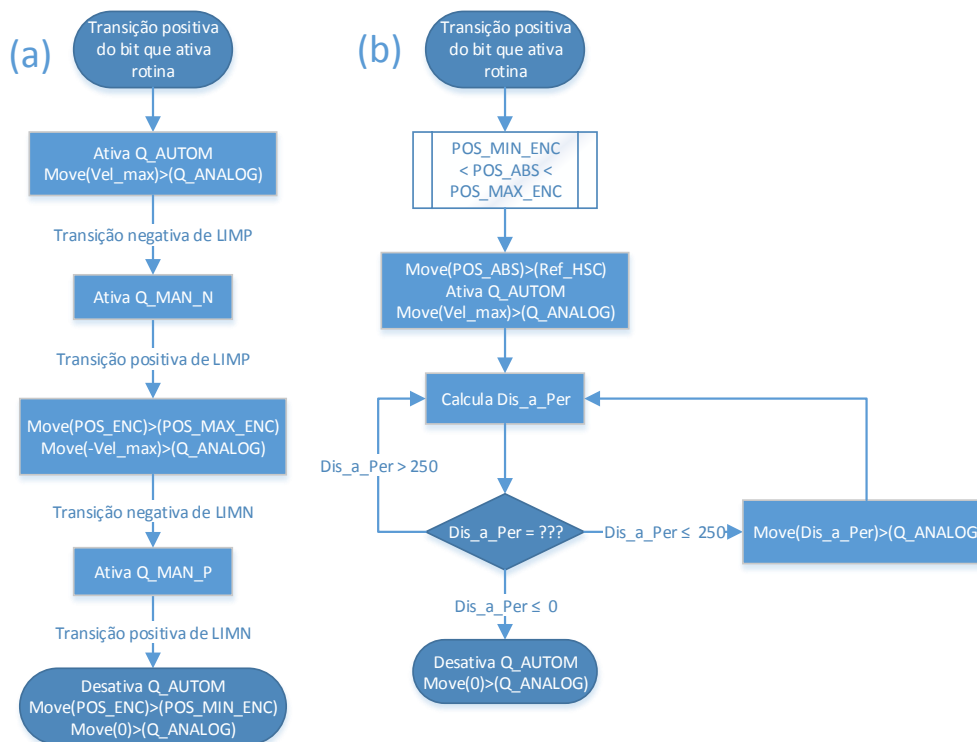 (a)
Transição positiva
do bit que ativa
rotina
Ativa Q_AUTOM
Move(Vel_max)>(Q_ANALOG)
Transição negativa de LIMP
Ativa Q_MAN_N
Transição positiva de LIMP
Move(POS_ENC)>(POS_MAX_ENC)
Move(-Vel_max)>(Q_ANALOG)
Transição negativa de LIMN
Ativa Q_MAN_P
Transição positiva de LIMN
Desativa Q_AUTOM
Move(POS_ENC)>(POS_MIN_ENC)
Move(0)>(Q_ANALOG)
(b)
Transição positiva
do bit que ativa
rotina
POS_MIN_ENC
< POS_ABS <
POS_MAX_ENC
Move(POS_ABS)>(Ref_HSC)
Ativa Q_AUTOM
Move(Vel_max)>(Q_ANALOG)
Calcula Dis_a_Per
Dis_a_Per > 250
Dis_a_Per = ???
Dis_a_Per ≤ 250
Move(Dis_a_Per)>(Q_ANALOG
Dis_a_Per ≤ 0
Desativa Q_AUTOM
Move(0)>(Q_ANALOG)